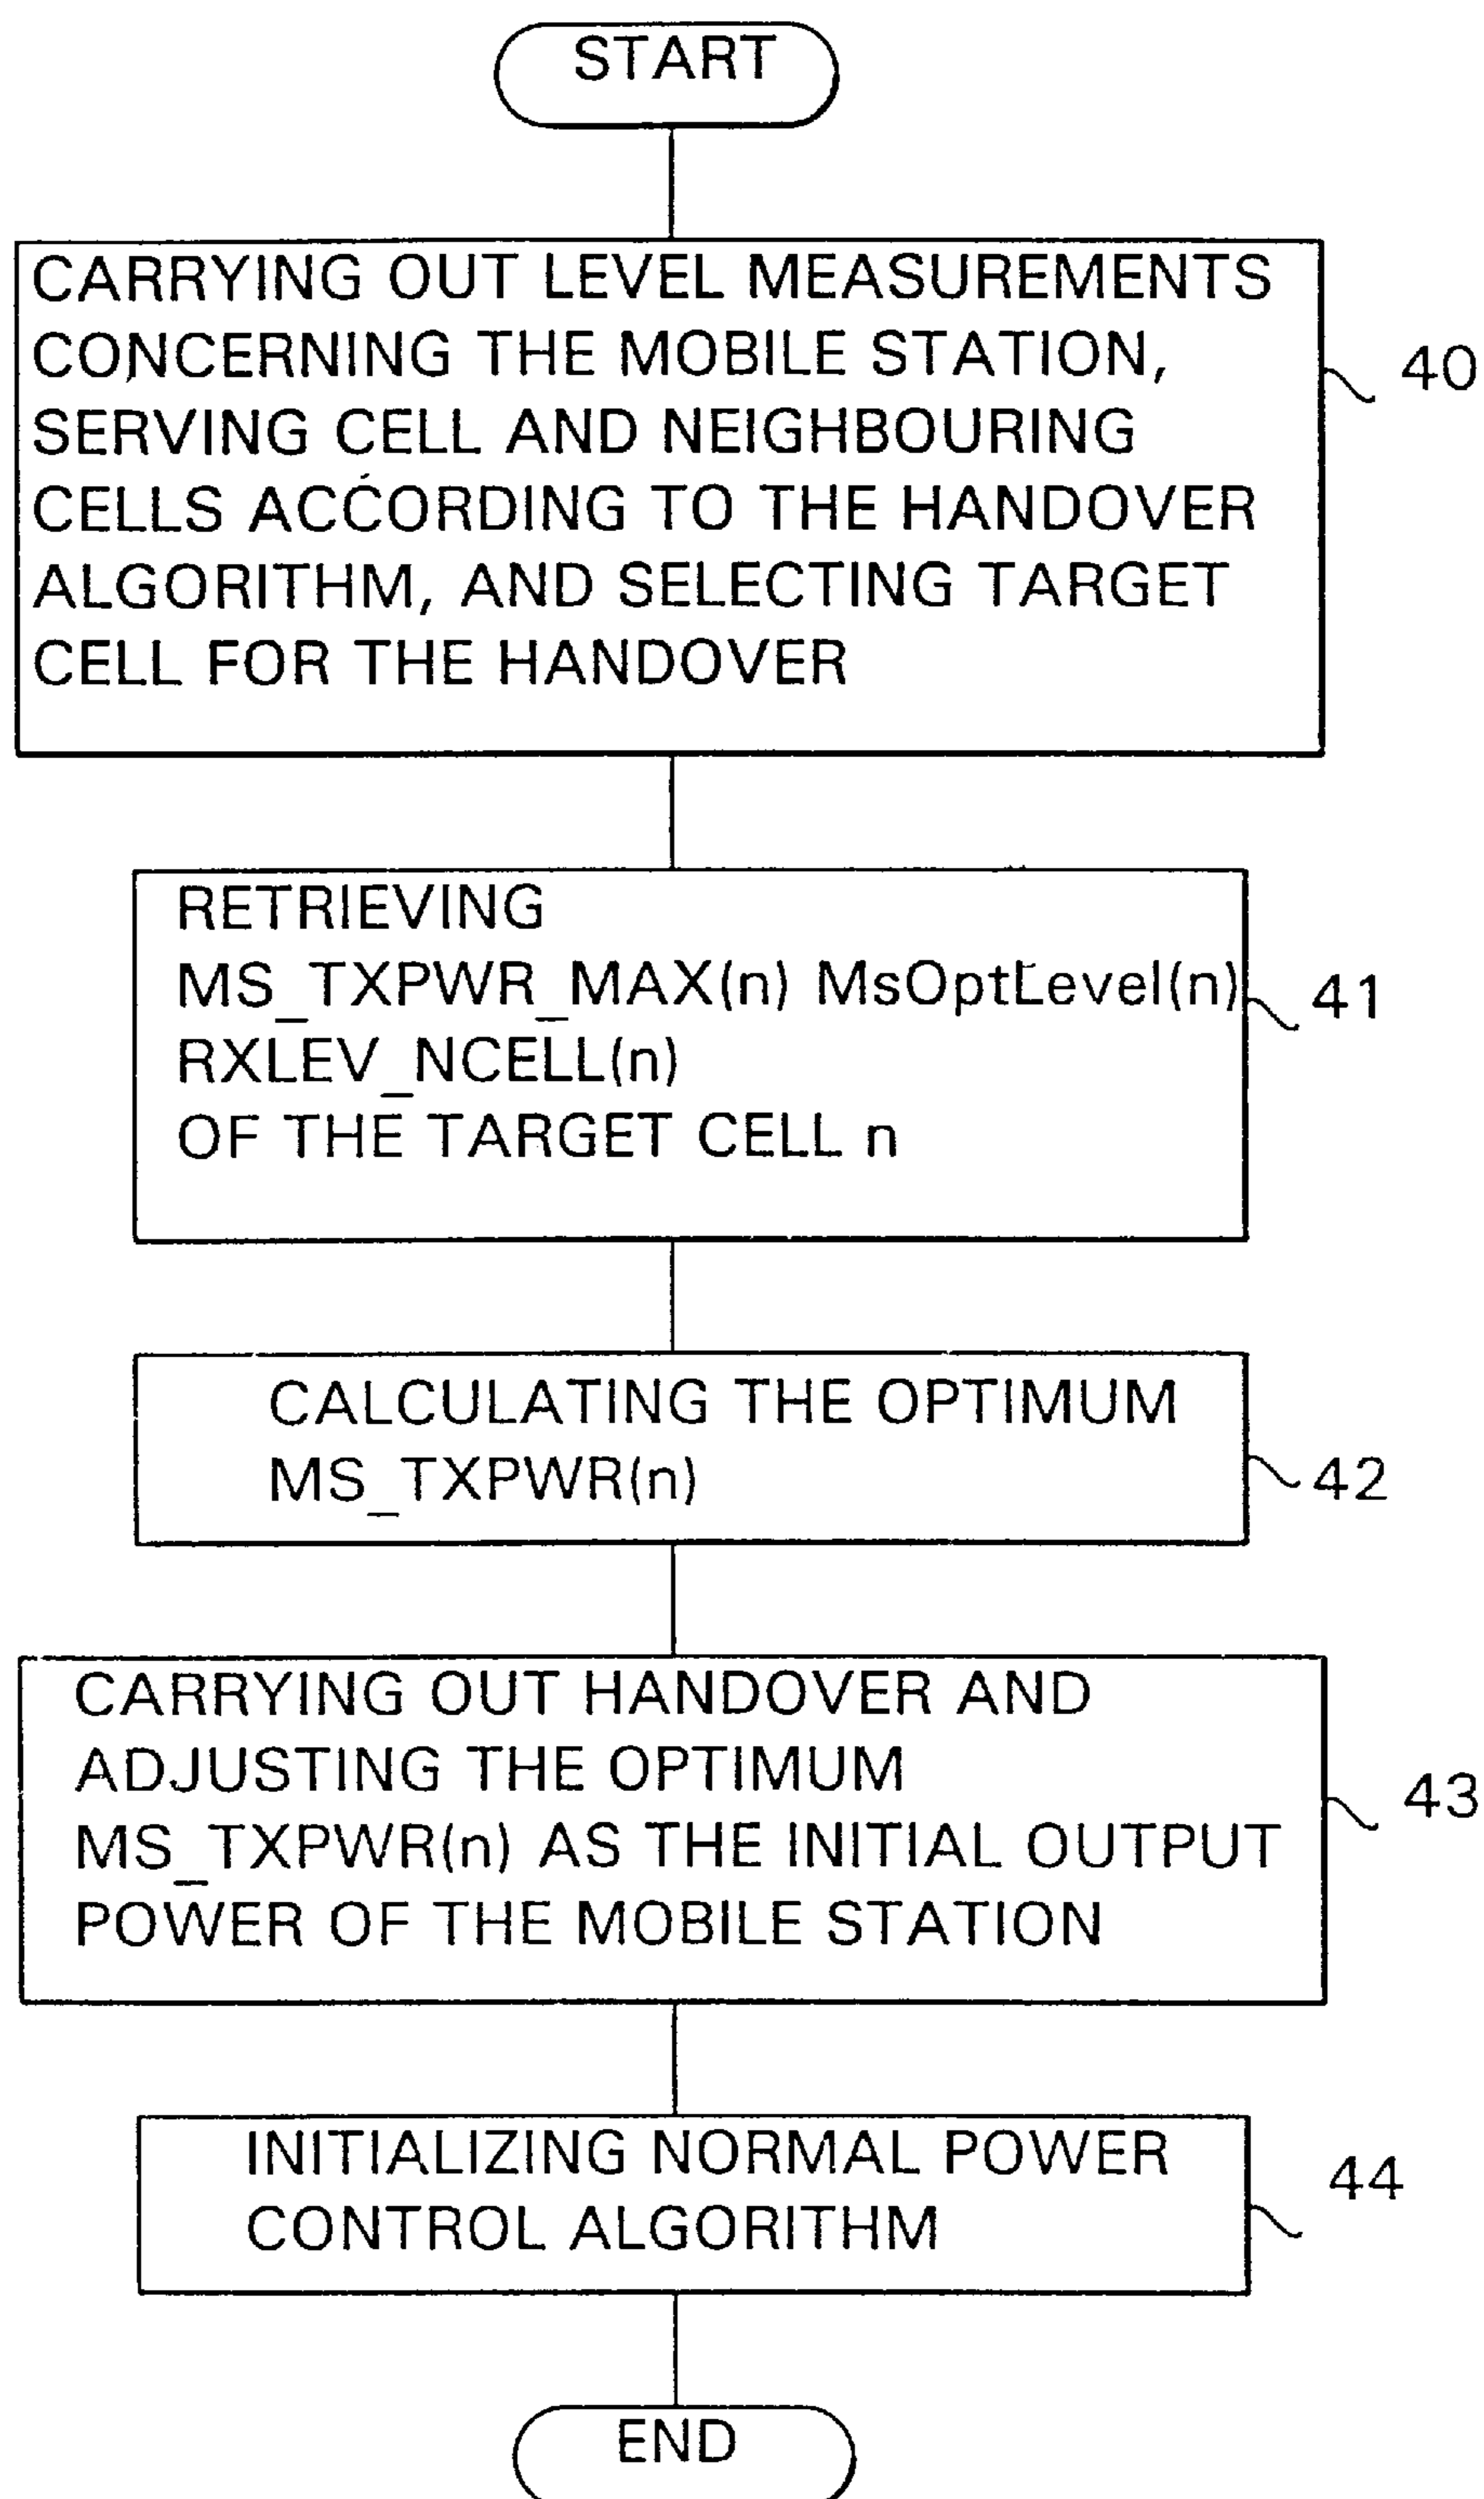 START
CARRYING OUT LEVEL MEASUREMENTS
CONCERNING THE MOBILE STATION,
SERVING CELL AND NEIGHBOURING
CELLS ACCORDING TO THE HANDOVER
ALGORITHM, AND SELECTING TARGET
CELL FOR THE HANDOVER
40
RETRIEVING
MS_TXPWR_MAX(n) MsOptLevel(n)
RXLEV_NCELL(n)
OF THE TARGET CELL n
41
CALCULATING THE OPTIMUM
MS_TXPWR(n)
42
CARRYING OUT HANDOVER AND
ADJUSTING THE OPTIMUM
MS_TXPWR(n) AS THE INITIAL OUTPUT
POWER OF THE MOBILE STATION
43
INITIALIZING NORMAL POWER
CONTROL ALGORITHM
44
END